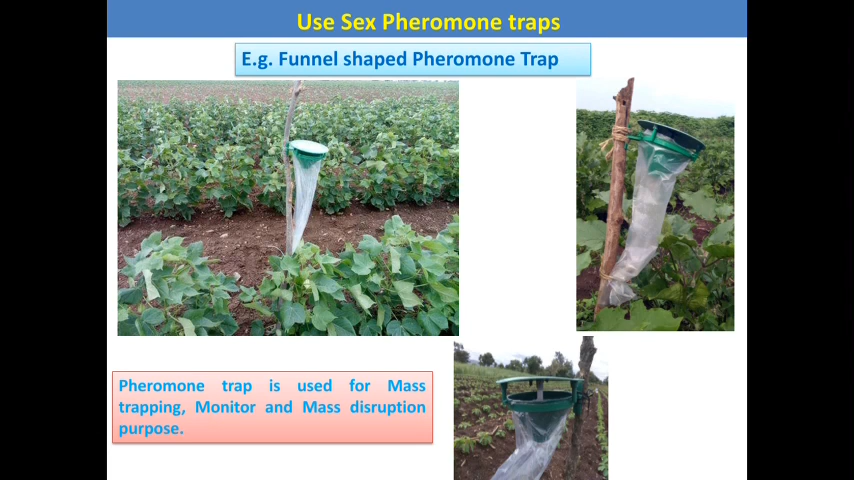 Use Sex Pheromone traps
E.g. Funnel shaped Pheromone Trap
Pheromone trap is used for Mass
trapping, Monitor and Mass disruption
purpose.